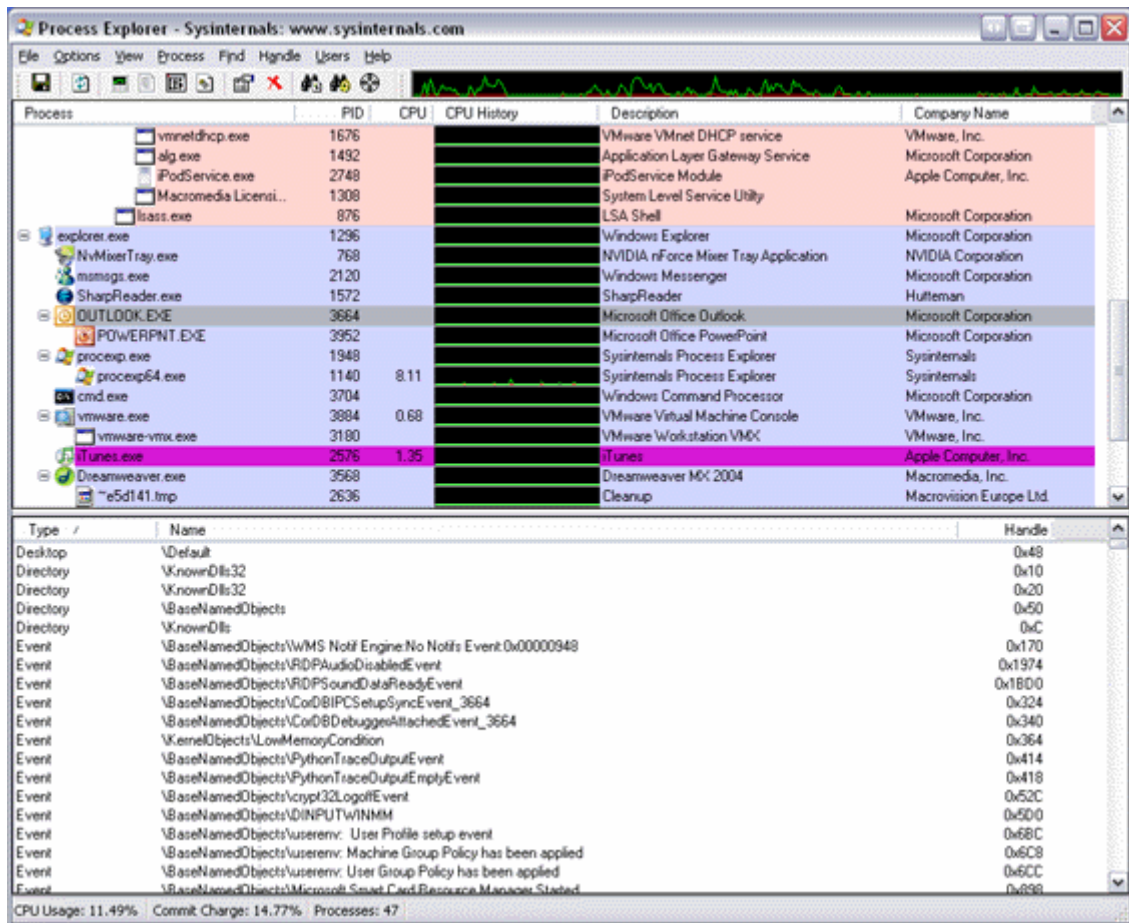 Process Explorer - Sysinternals: www.sysinternals.com
File Options View Process Find Handle Users Help
Process PID CPU CPU History Description Company Name
vmnetdhcp.exe 1676 VMware VMnet DHCP service VMware, Inc.
alg.exe 1492 Application Layer Gateway Service Microsoft Corporation
iPodService.exe 2748 iPodService Module Apple Computer, Inc.
Macromedia Licensi... 1308 System Level Service Utility
lsass.exe 876 LSA Shell Microsoft Corporation
explorer.exe 1296 Windows Explorer Microsoft Corporation
NvMixerTray.exe 768 NVIDIA nForce Mixer Tray Application NVIDIA Corporation
msmsgs.exe 2120 Windows Messenger Microsoft Corporation
SharpReader.exe 1572 SharpReader Hutteman
OUTLOOK.EXE 3664 Microsoft Office Outlook Microsoft Corporation
POWERPNT.EXE 3952 Microsoft Office PowerPoint Microsoft Corporation
procexp.exe 1948 Sysinternals Process Explorer Sysinternals
procexp64.exe 1140 8.11 Sysinternals Process Explorer Sysinternals
cmd.exe 3704 Windows Command Processor Microsoft Corporation
vmware.exe 3884 0.68 VMware Virtual Machine Console VMware, Inc.
vmware-vmx.exe 3180 VMware Workstation VMX VMware, Inc.
iTunes.exe 2576 1.35 iTunes Apple Computer, Inc.
Dreamweaver.exe 3568 Dreamweaver MX 2004 Macromedia, Inc.
~e5d141.tmp 2636 Cleanup Macrovision Europe Ltd.
Type Name Handle
Desktop \Default 0x48
Directory \KnownDlls32 0x10
Directory \KnownDlls32 0x20
Directory \BaseNamedObjects 0x50
Directory \KnownDlls 0xC
Event \BaseNamedObjects\WMS Notif Engine:No Notifs Event:0x00000948 0x170
Event \BaseNamedObjects\RDPAudioDisabledEvent 0x1974
Event \BaseNamedObjects\RDPSoundDataReadyEvent 0x1BD0
Event \BaseNamedObjects\CorDBIPCSetupSyncEvent_3664 0x324
Event \BaseNamedObjects\CorDBDebuggerAttachedEvent_3664 0x340
Event \KernelObjects\LowMemoryCondition 0x364
Event \BaseNamedObjects\PythonTraceOutputEvent 0x414
Event \BaseNamedObjects\PythonTraceOutputEmptyEvent 0x418
Event \BaseNamedObjects\crypt32LogoffEvent 0x52C
Event \BaseNamedObjects\DINPUTWINMM 0x5D0
Event \BaseNamedObjects\userenv: User Profile setup event 0x6BC
Event \BaseNamedObjects\userenv: Machine Group Policy has been applied 0x6C8
Event \BaseNamedObjects\userenv: User Group Policy has been applied 0x6CC
Event \BaseNamedObjects\Microsoft Smart Card Resource Manager Started 0x898
CPU Usage: 11.49% Commit Charge: 14.77% Processes: 47